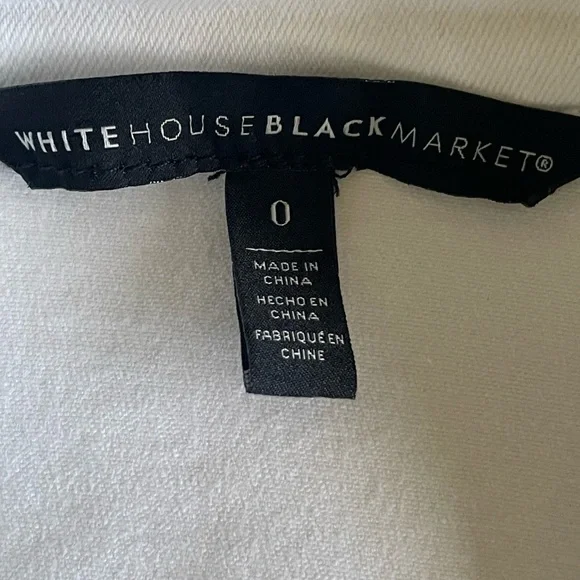 WHITEHOUSEBLACKMARKET®
0
MADE IN
CHINA
HECHO EN
CHINA
FABRIQUÉ EN
CHINE